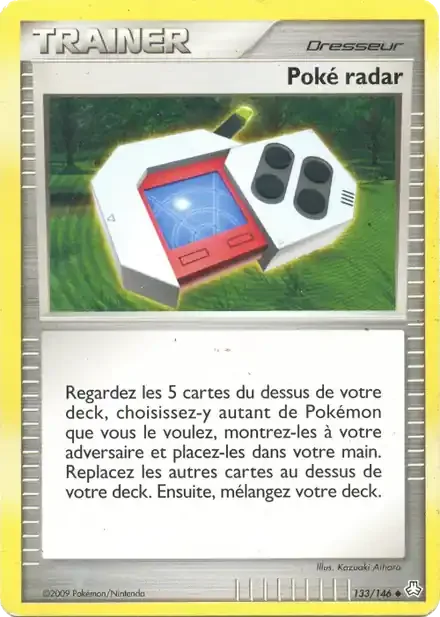 TRAINER
Dresseur
Poké radar
Regardez les 5 cartes du dessus de votre
deck, choisissez-y autant de Pokémon
que vous le voulez, montrez-les à votre
adversaire et placez-les dans votre main.
Replacez les autres cartes au dessus de
votre deck. Ensuite, mélangez votre deck.
Illus. Kazuaki Aihara
©2009 Pokémon/Nintendo
133/146